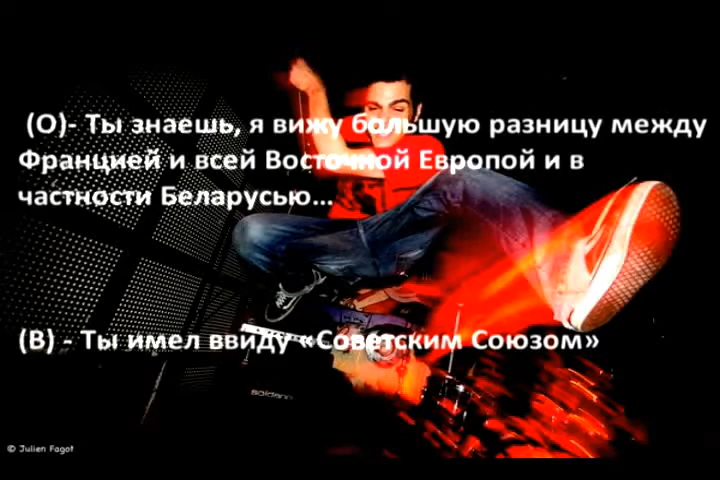 (О)- Ты знаешь, я вижу большую разницу между
Францией и всей Восточной Европой и в
частности Беларусью...
(В) - Ты имел ввиду «Советским Союзом»
soldano
© Julien Fagot